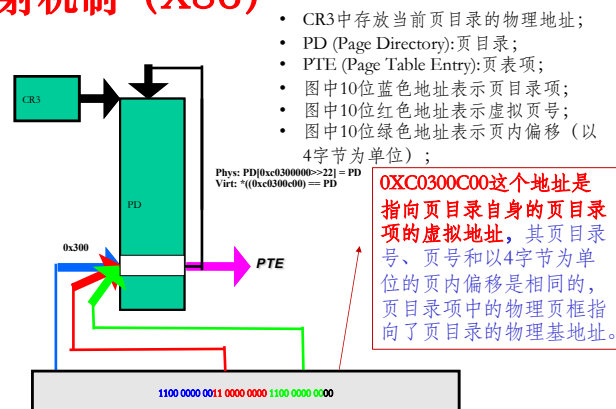 射机制（X86）
• CR3中存放当前页目录的物理地址；
• PD (Page Directory):页目录；
• PTE (Page Table Entry):页表项；
• 图中10位蓝色地址表示页目录项；
• 图中10位红色地址表示虚拟页号；
• 图中10位绿色地址表示页内偏移（以
4字节为单位）；
CR3
Phys: PD[0xc0300000>>22] = PD
Virt: *((0xc0300c00) == PD
PD
0x300
PTE
0XC0300C00这个地址是
指向页目录自身的页目录
项的虚拟地址，其页目录
号、页号和以4字节为单
位的页内偏移是相同的，
页目录项中的物理页框指
向了页目录的物理基地址。
1100 0000 0011 0000 0000 1100 0000 0000